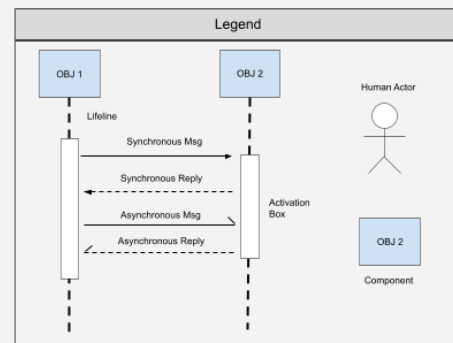 Legend
OBJ 1
OBJ 2
Human Actor
Lifeline
Synchronous Msg
Synchronous Reply
Activation
Box
Asynchronous Msg
Asynchronous Reply
OBJ 2
Component